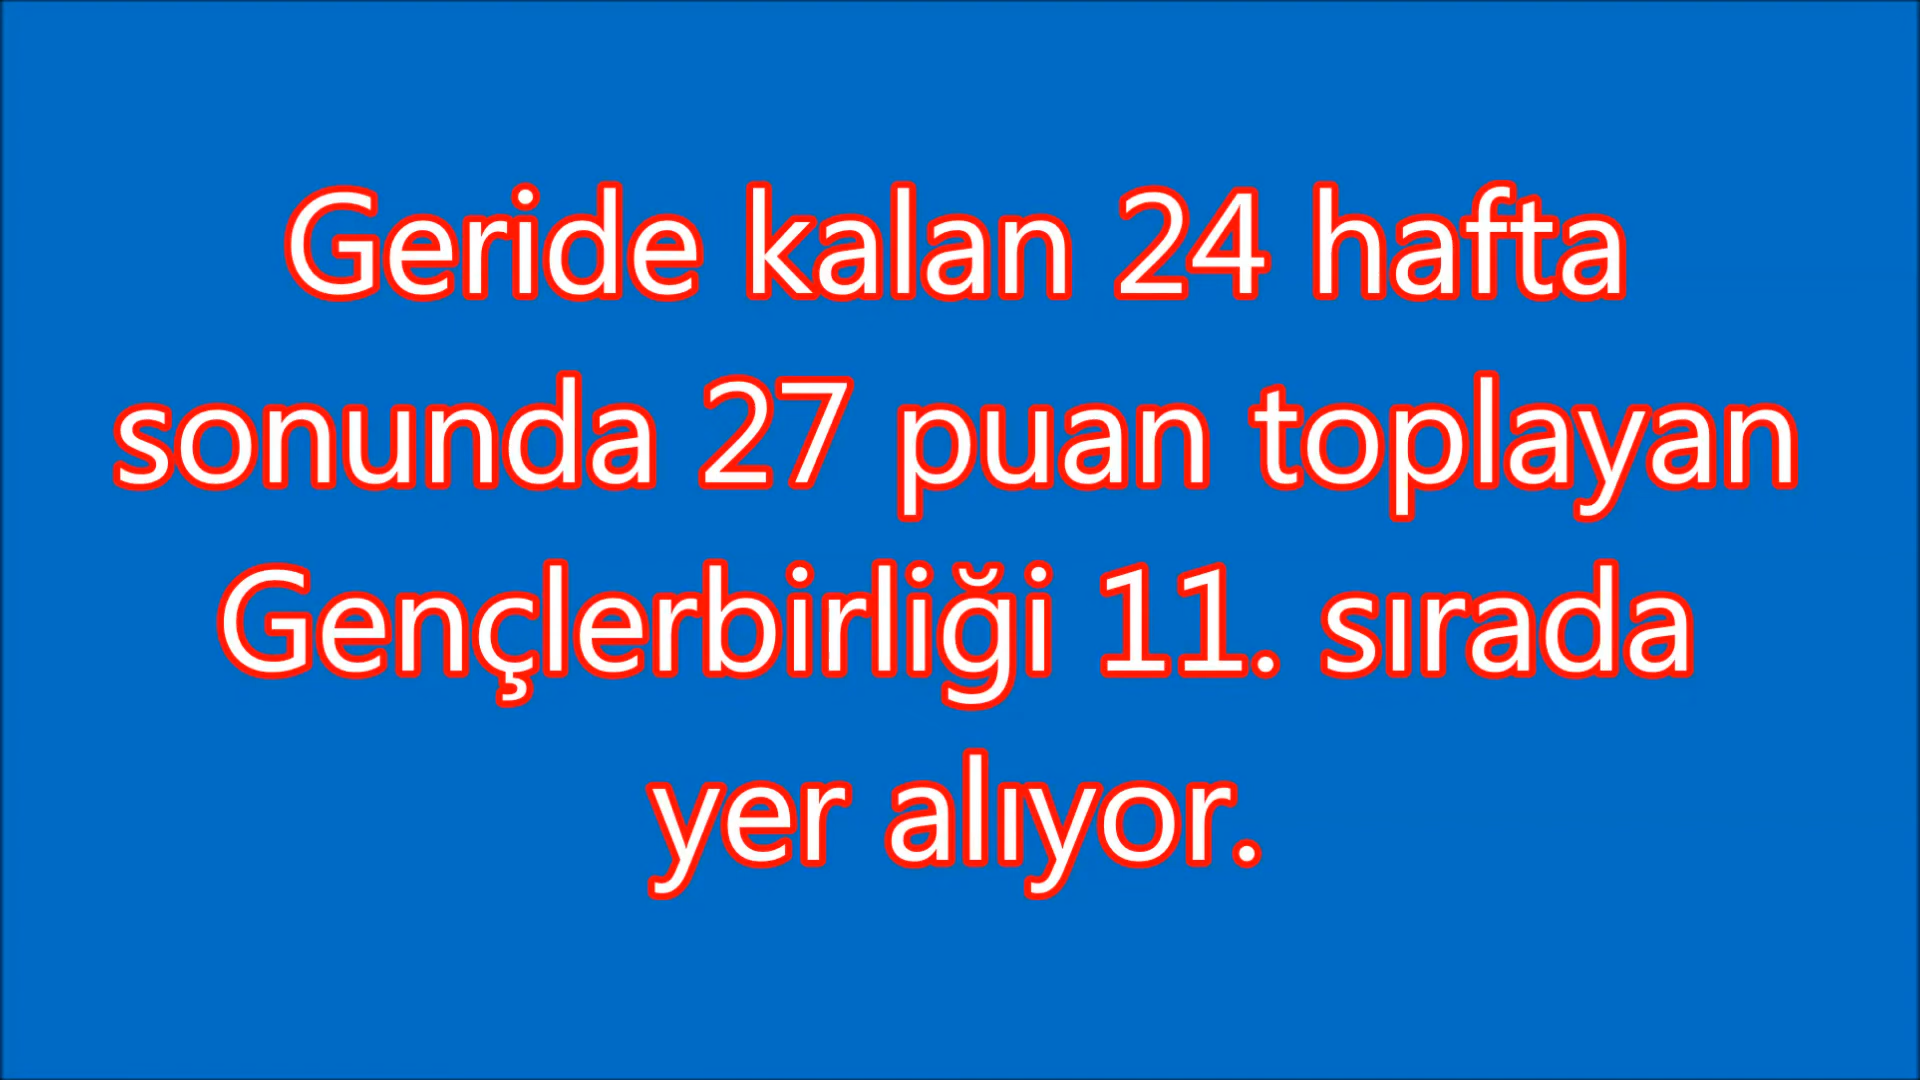 Geride kalan 24 hafta
sonunda 27 puan toplayan
Gençlerbirliği 11. sırada
yer alıyor.